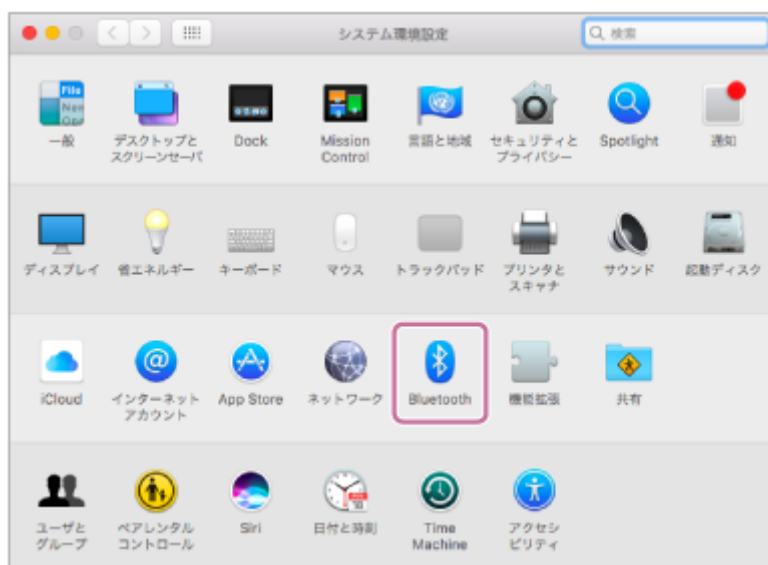 システム環境設定
検索
File
New
Ope
一般
デスクトップと
スクリーンセーバ
Dock
Mission
Control
言語と地域
セキュリティと
プライバシー
Spotlight
通知
ディスプレイ
省エネルギー
キーボード
マウス
トラックパッド
プリンタと
スキャナ
サウンド
起動ディスク
iCloud
インターネット
アカウント
App Store
ネットワーク
Bluetooth
機能拡張
共有
ユーザと
グループ
ペアレンタル
コントロール
Siri
日付と時刻
Time
Machine
アクセシ
ビリティ